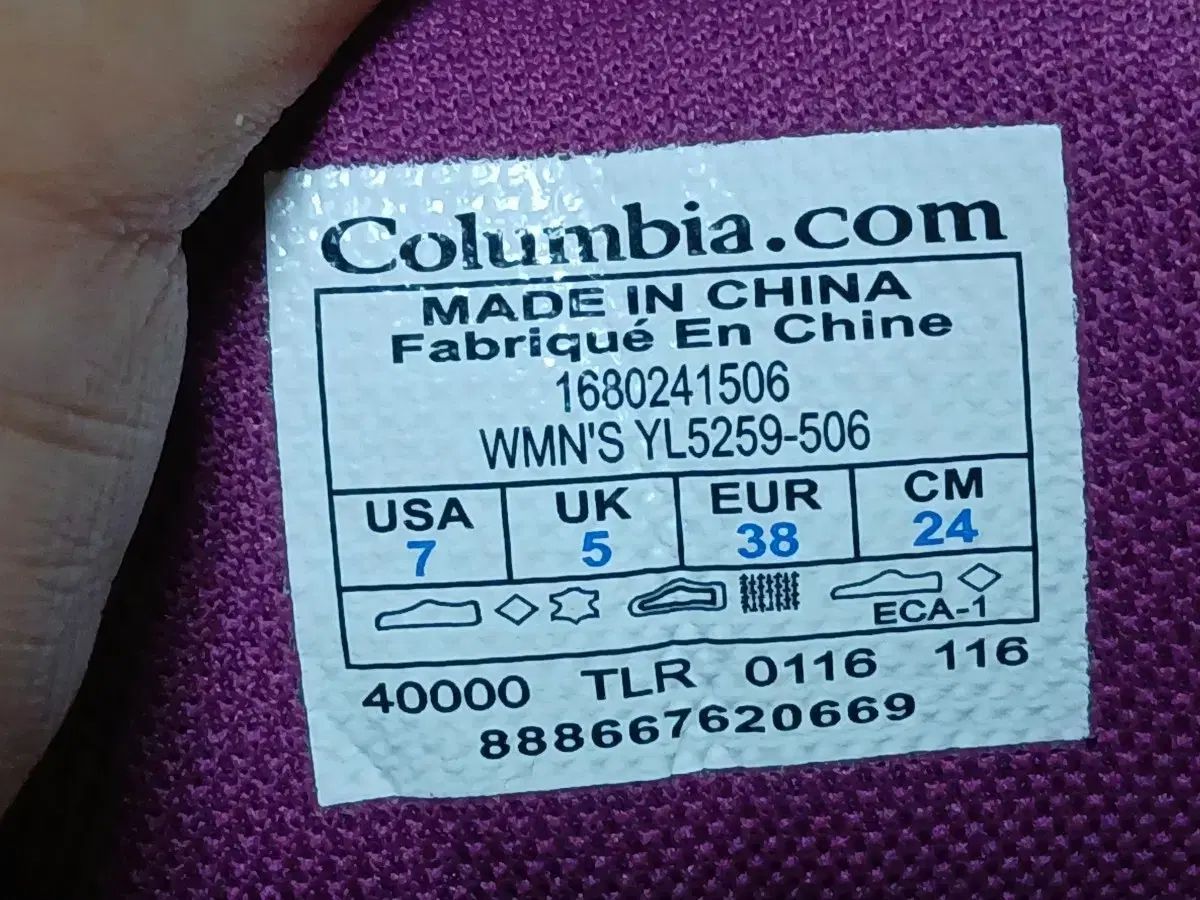 Columbia.com
MADE IN CHINA
Fabriqué En Chine
1680241506
WMN'S YL5259-506
USA UK EUR CM
7 5 38 24
ECA-1
40000 TLR 0116 116
888667620669